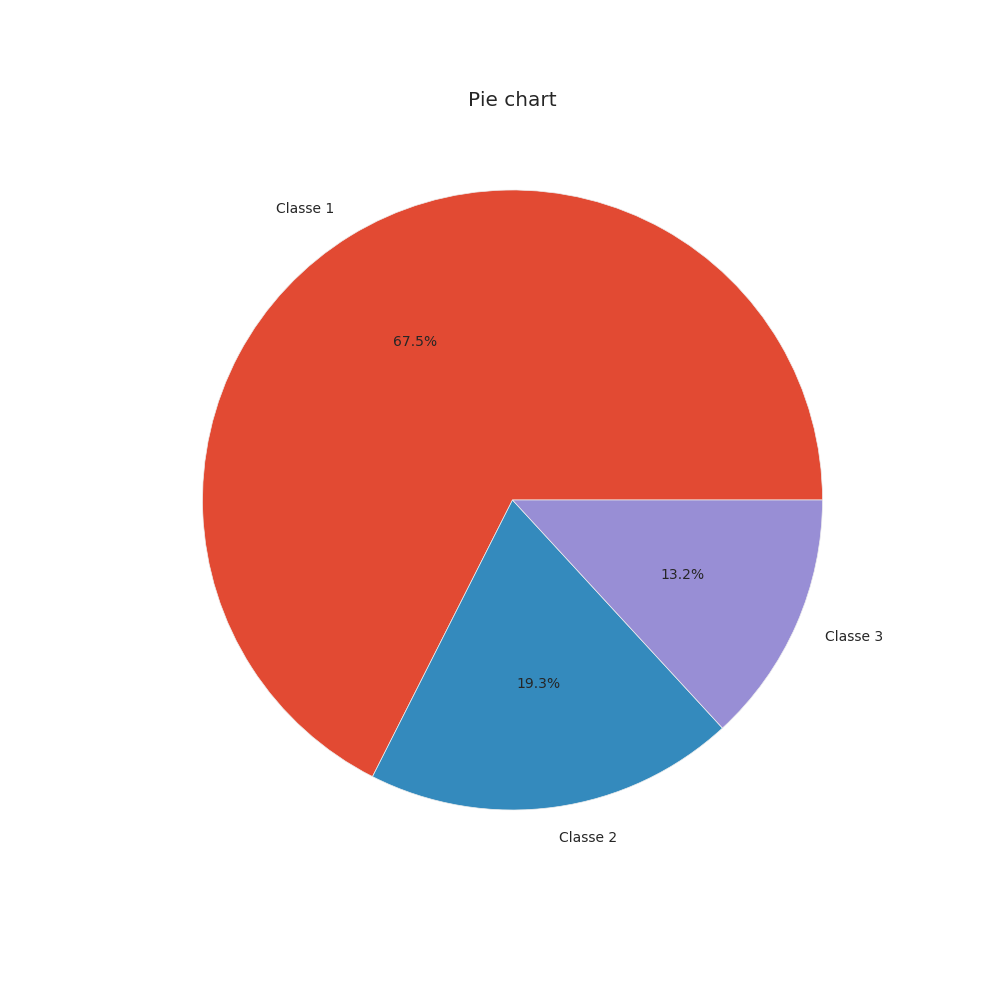 Pie chart
Classe 1
67.5%
13.2%
Classe 3
19.3%
Classe 2